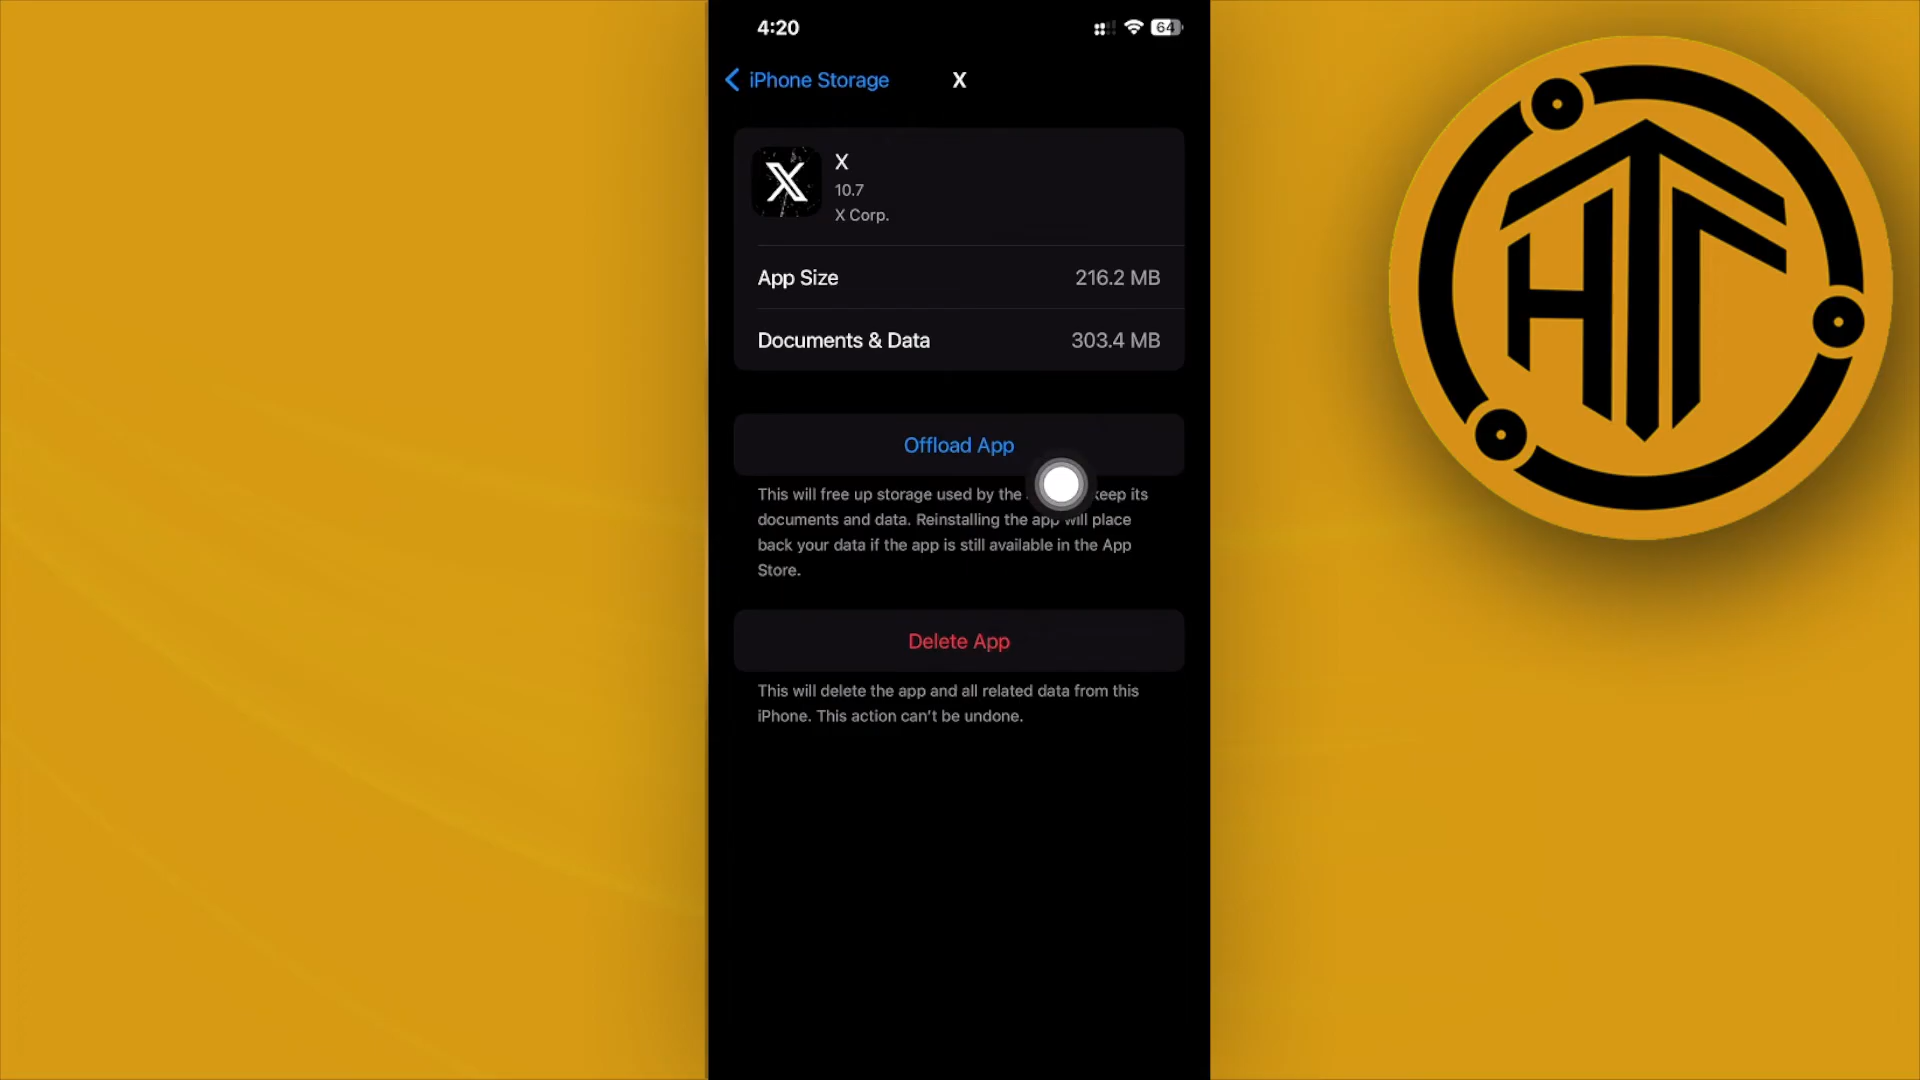 4:20
64
iPhone Storage
X
X
10.7
X Corp.
App Size
216.2 MB
Documents & Data
303.4 MB
Offload App
This will free up storage used by the keep its
documents and data. Reinstalling the app will place
back your data if the app is still available in the App
Store.
Delete App
This will delete the app and all related data from this
iPhone. This action can't be undone.
HT